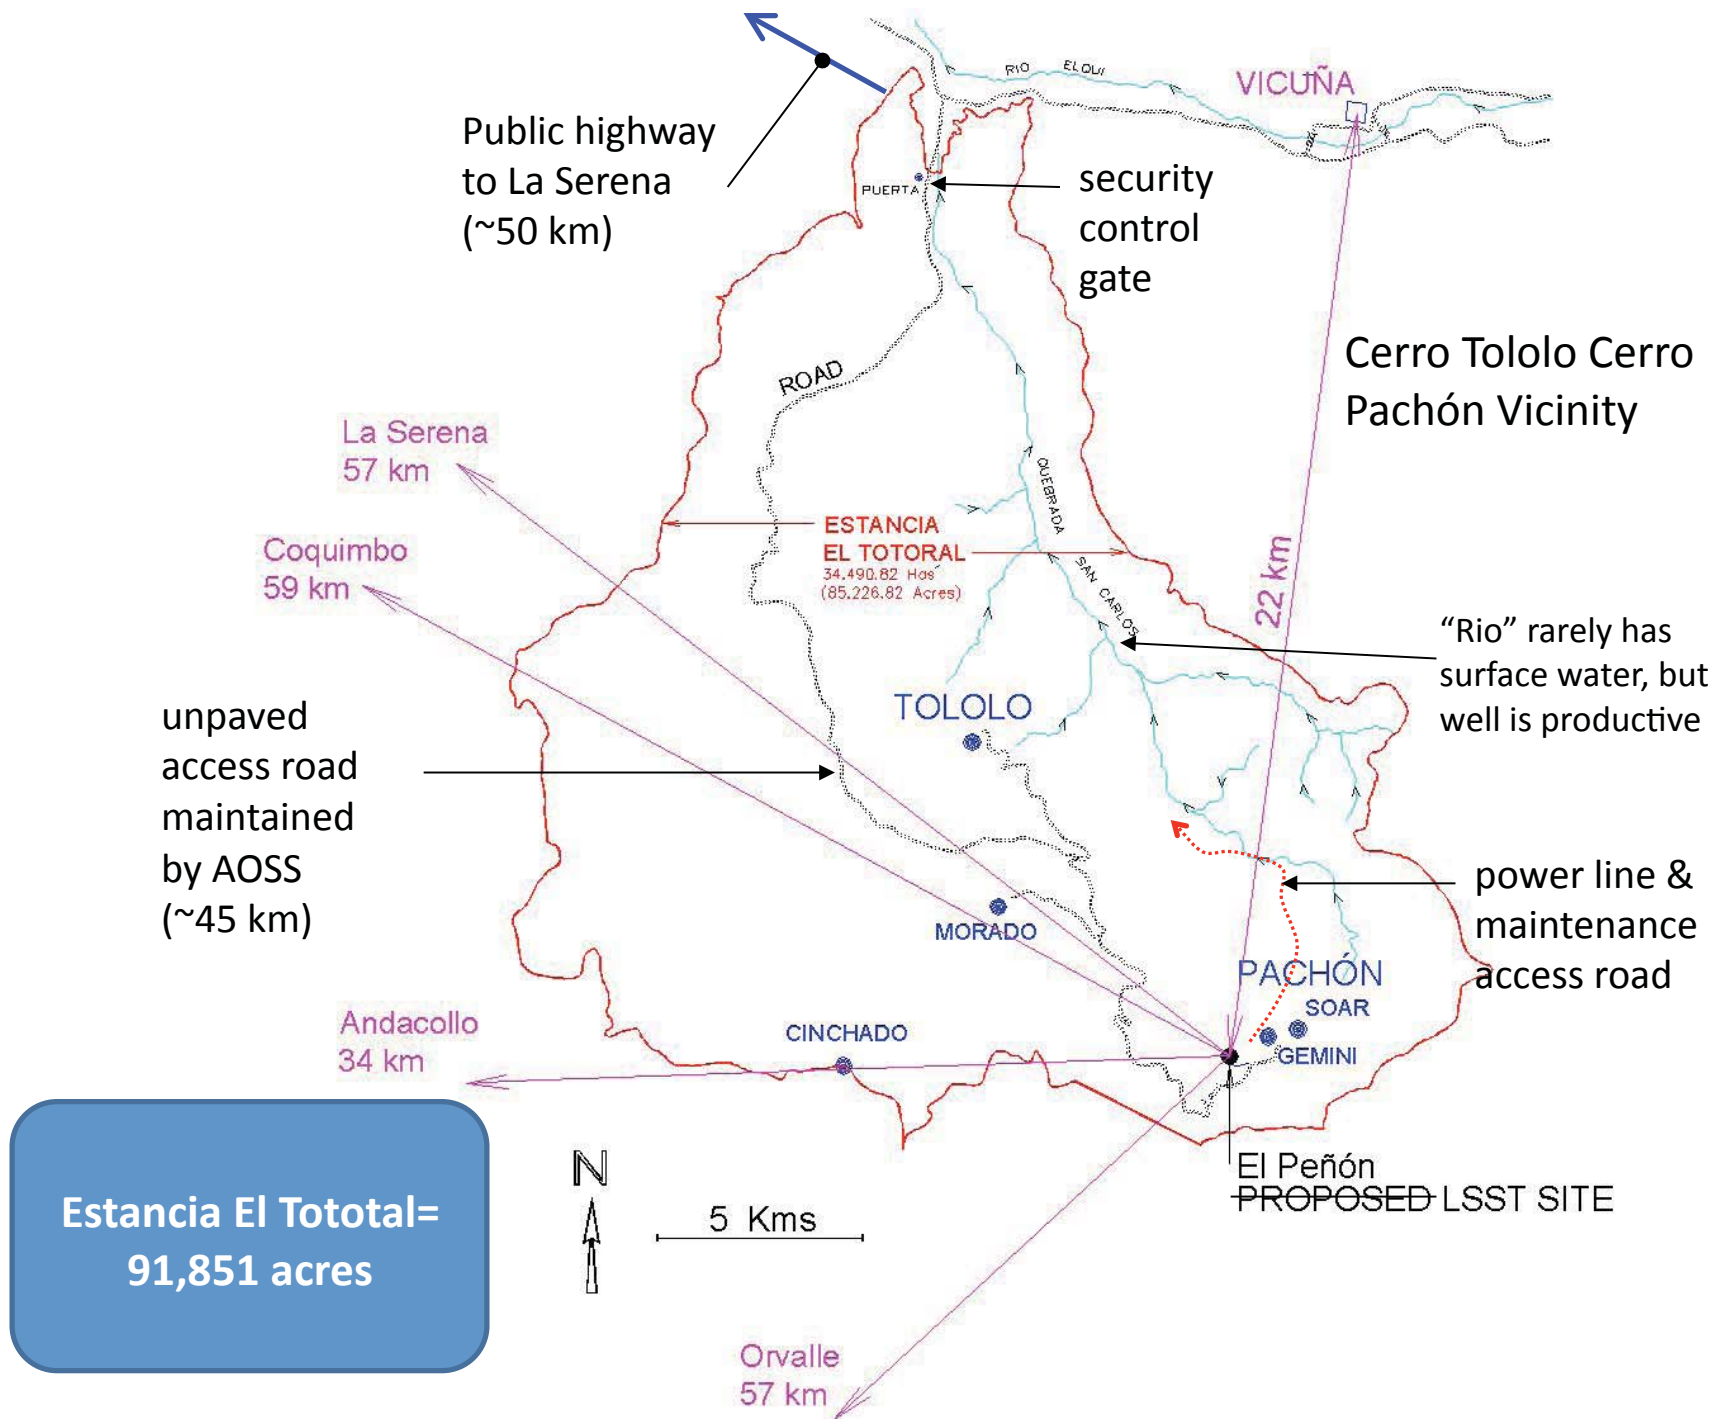 RIO ELQUI
VICUÑA
Public highway
to La Serena
(~50 km)
PUERTA
security
control
gate
Cerro Tololo Cerro
Pachón Vicinity
ROAD
La Serena
57 km
QUEBRADA
SAN CARLOS
ESTANCIA
EL TOTORAL
34.490.82 Has
(85.226.82 Acres)
Coquimbo
59 km
22 km
"Rio" rarely has
surface water, but
well is productive
TOLOLO
unpaved
access road
maintained
by AOSS
(~45 km)
MORADO
power line &
maintenance
access road
PACHÓN
SOAR
GEMINI
Andacollo
34 km
CINCHADO
El Peñón
PROPOSED LSST SITE
N
5 Kms
Estancia El Tototal=
91,851 acres
Orvalle
57 km